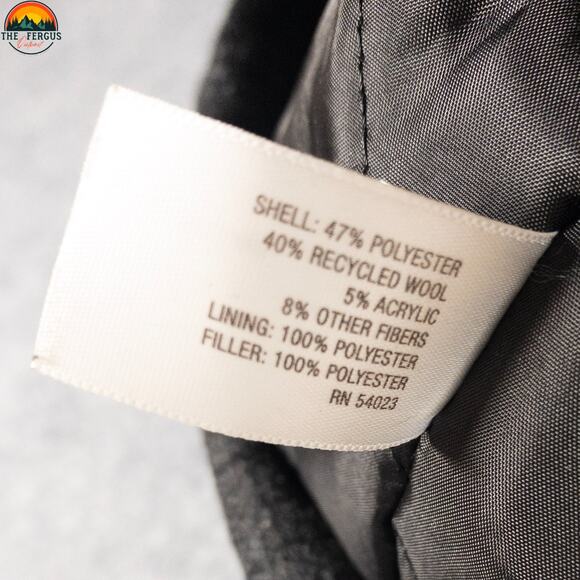 THE FERGUS
SHELL: 47% POLYESTER
40% RECYCLED WOOL
5% ACRYLIC
8% OTHER FIBERS
LINING: 100% POLYESTER
FILLER: 100% POLYESTER
RN 54023